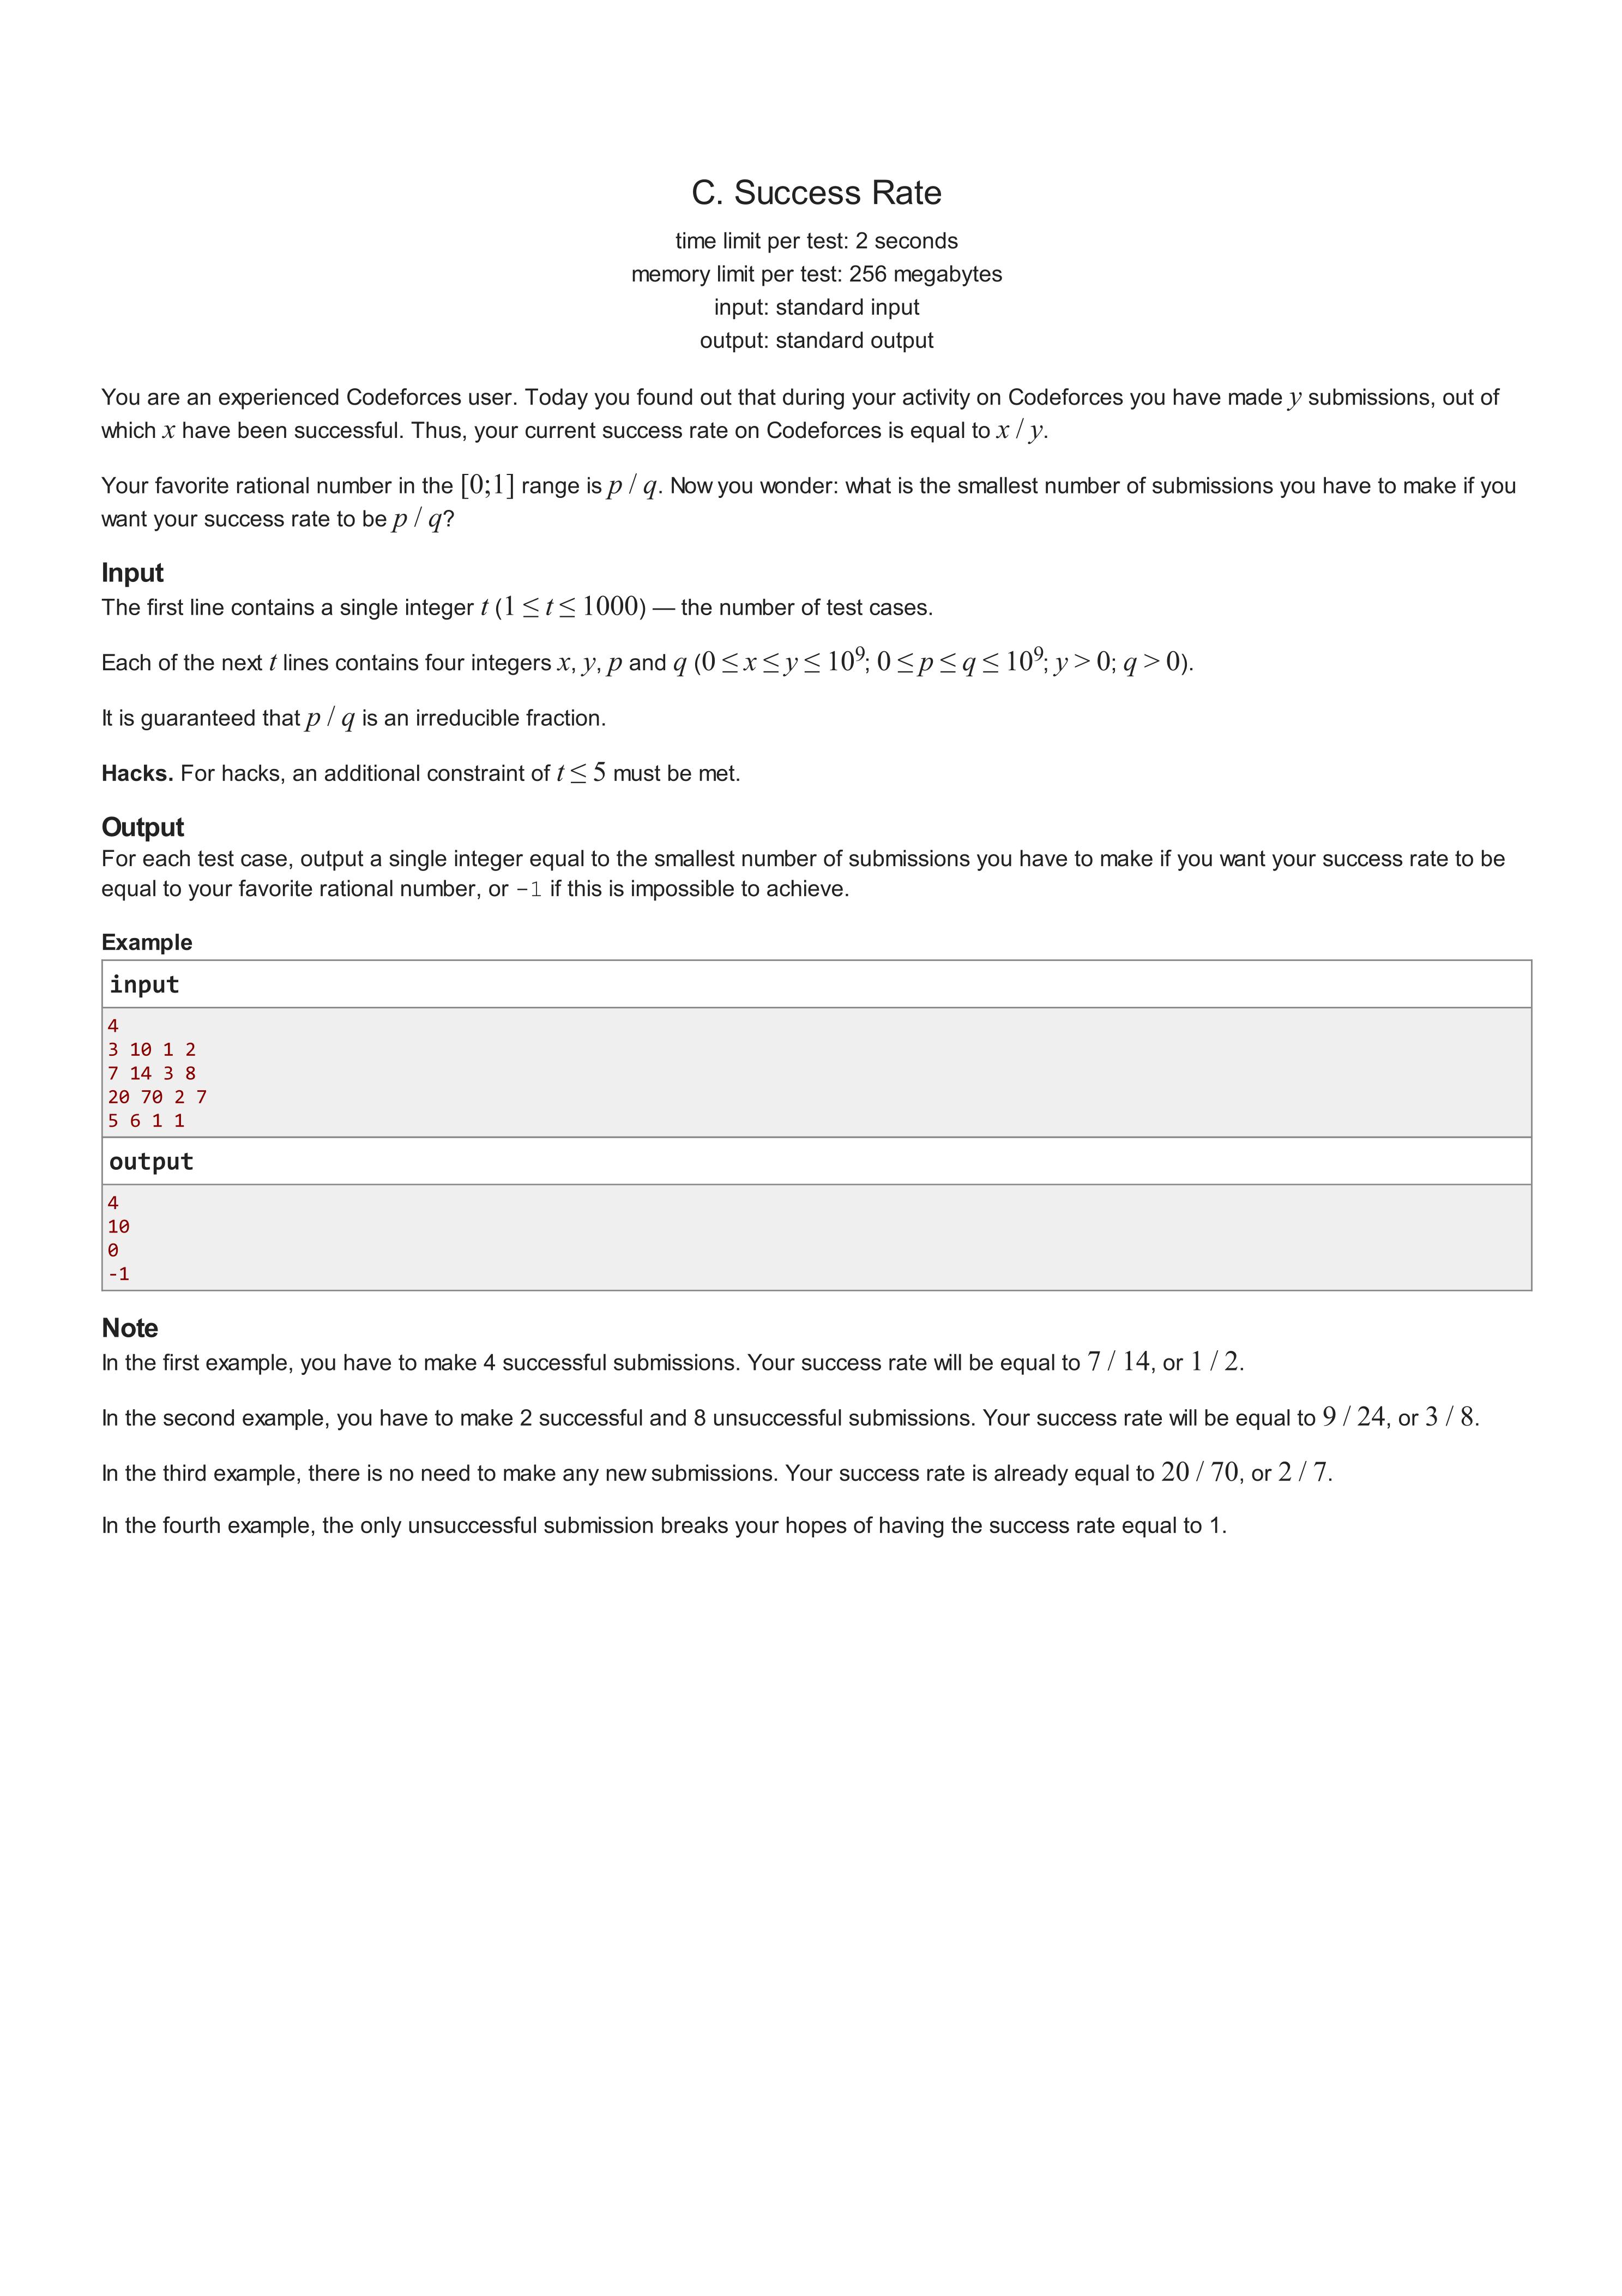 C. Success Rate
time limit per test: 2 seconds
memory limit per test: 256 megabytes
input: standard input
output: standard output
You are an experienced Codeforces user. Today you found out that during your activity on Codeforces you have made y submissions, out of
which x have been successful. Thus, your current success rate on Codeforces is equal to x / y.
Your favorite rational number in the [0;1] range is p / q. Now you wonder: what is the smallest number of submissions you have to make if you
want your success rate to be p / q?
Input
The first line contains a single integer t (1 ≤ t ≤ 1000) — the number of test cases.
Each of the next t lines contains four integers x, y, p and q (0 ≤ x ≤ y ≤ 10⁹; 0 ≤ p ≤ q ≤ 10⁹; y > 0; q > 0).
It is guaranteed that p / q is an irreducible fraction.
Hacks. For hacks, an additional constraint of t ≤ 5 must be met.
Output
For each test case, output a single integer equal to the smallest number of submissions you have to make if you want your success rate to be
equal to your favorite rational number, or -1 if this is impossible to achieve.
Example
input
4
3 10 1 2
7 14 3 8
20 70 2 7
5 6 1 1
output
4
10
0
-1
Note
In the first example, you have to make 4 successful submissions. Your success rate will be equal to 7 / 14, or 1 / 2.
In the second example, you have to make 2 successful and 8 unsuccessful submissions. Your success rate will be equal to 9 / 24, or 3 / 8.
In the third example, there is no need to make any new submissions. Your success rate is already equal to 20 / 70, or 2 / 7.
In the fourth example, the only unsuccessful submission breaks your hopes of having the success rate equal to 1.